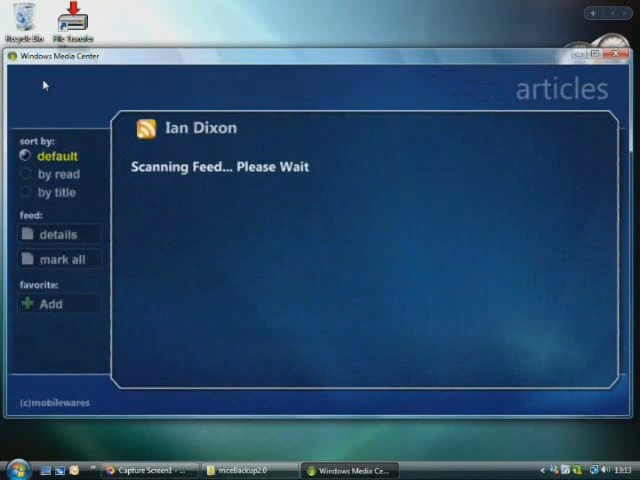 Recycle Bin
File Transfer
Windows Media Center
articles
Ian Dixon
Scanning Feed... Please Wait
sort by:
default
by read
by title
feed:
details
mark all
favorite:
Add
(c)mobilewares
Capture Screen1 - ...
mceBackup2.0
Windows Media Ce...
13:13